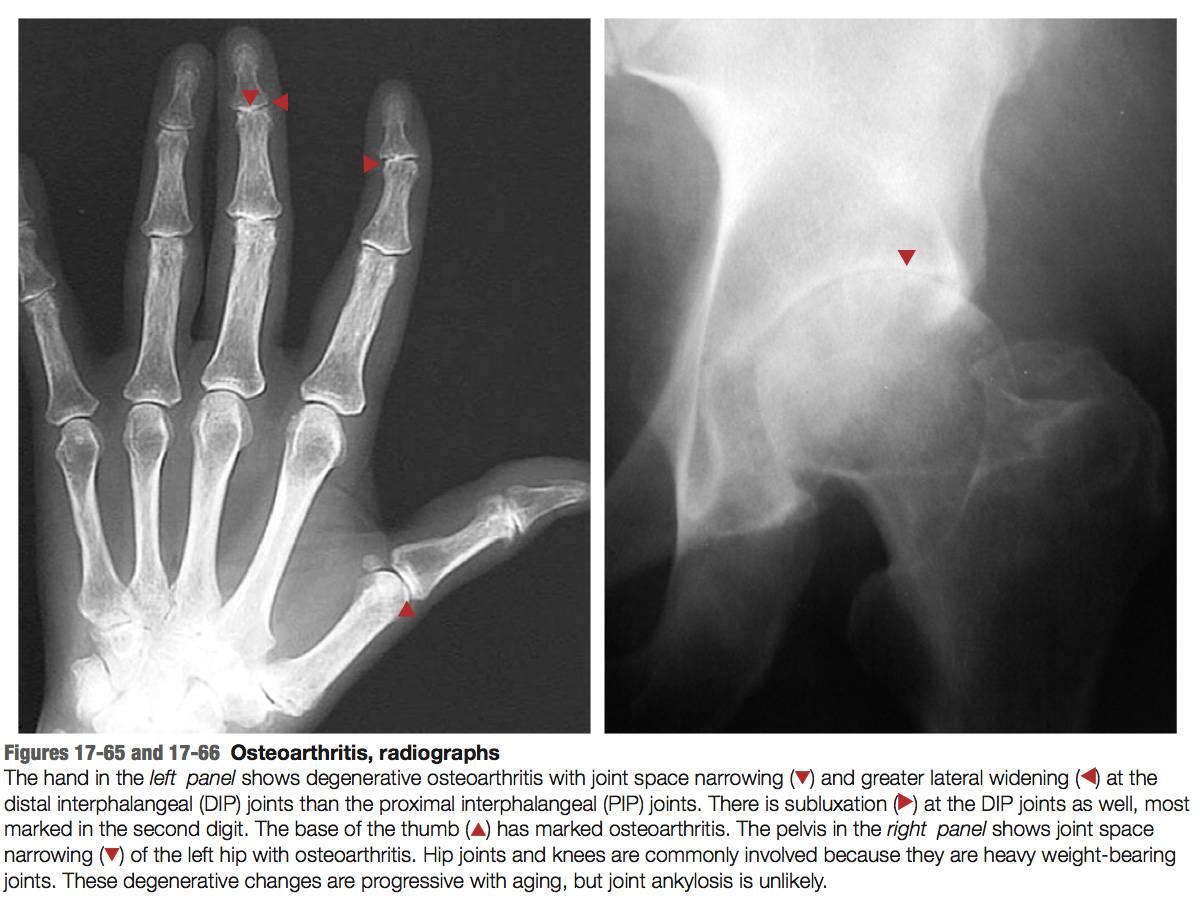 Figures 17-65 and 17-66 Osteoarthritis, radiographs
The hand in the left panel shows degenerative osteoarthritis with joint space narrowing (▼) and greater lateral widening (◀) at the
distal interphalangeal (DIP) joints than the proximal interphalangeal (PIP) joints. There is subluxation (▶) at the DIP joints as well, most
marked in the second digit. The base of the thumb (▲) has marked osteoarthritis. The pelvis in the right panel shows joint space
narrowing (▼) of the left hip with osteoarthritis. Hip joints and knees are commonly involved because they are heavy weight-bearing
joints. These degenerative changes are progressive with aging, but joint ankylosis is unlikely.